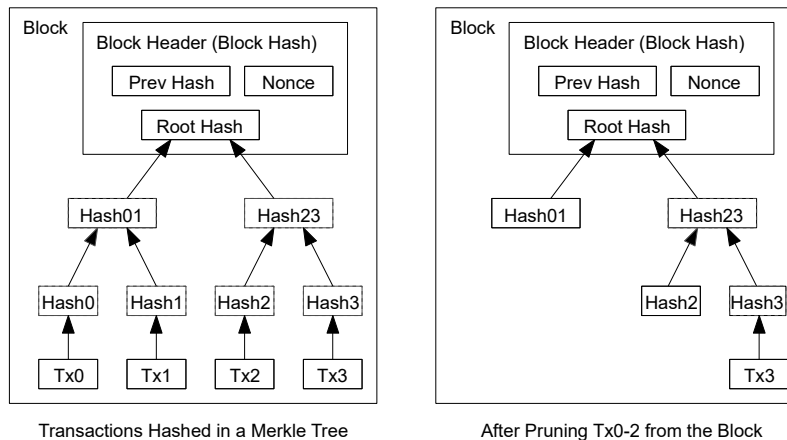 Block
Block Header (Block Hash)
Prev Hash
Nonce
Root Hash
Hash01
Hash23
Hash0
Hash1
Hash2
Hash3
Tx0
Tx1
Tx2
Tx3
Transactions Hashed in a Merkle Tree
Block
Block Header (Block Hash)
Prev Hash
Nonce
Root Hash
Hash01
Hash23
Hash2
Hash3
Tx3
After Pruning Tx0-2 from the Block